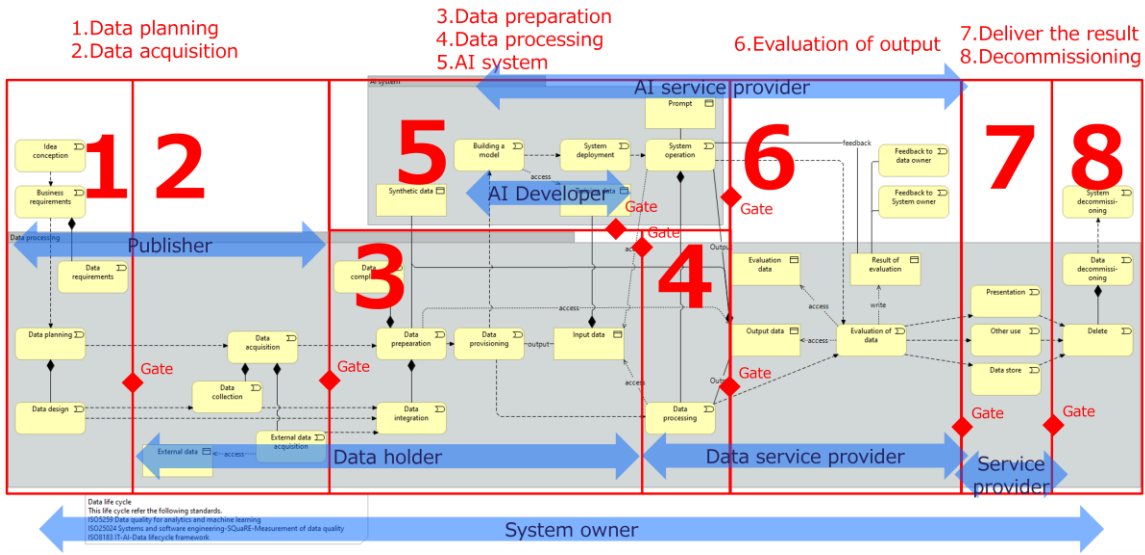 1.Data planning
2.Data acquisition
3.Data preparation
4.Data processing
5.AI system
6.Evaluation of output
7.Deliver the result
8.Decommissioning
AI system
AI service provider
1
2
5
6
7
8
Prompt
Idea
conception
Building a
model
System
deployment
System
operation
feedback
Feedback to
data owner
Business
requirements
access
Synthetic data
AI Developer
Feedback to
System owner
System
decommissi-
oning
Gate
Gate
Gate
Data processing
Publisher
Data
requirements
3
4
Data
Output
Evaluation
data
Result of
evaluation
Data
decommissi-
oning
access
write
Presentation
Data planning
Data
acquisition
Data
prepearation
Data
provisioning
output
Input data
access
Output data
access
Evaluation of
data
Other use
Delete
Gate
Gate
Gate
Data
collection
access
Data store
Data design
Data
integration
Data
processing
Gate
Gate
External data
acquisition
External data
access
Data holder
Data service provider
Service
provider
Data life cycle
This life cycle refer the following standards.
ISO5259 Data quality for analytics and machine learning
ISO25024 Systems and software engineering-SQuaRE-Measurement of data quality
ISO8183 IT-AI-Data lifecycle framework
System owner